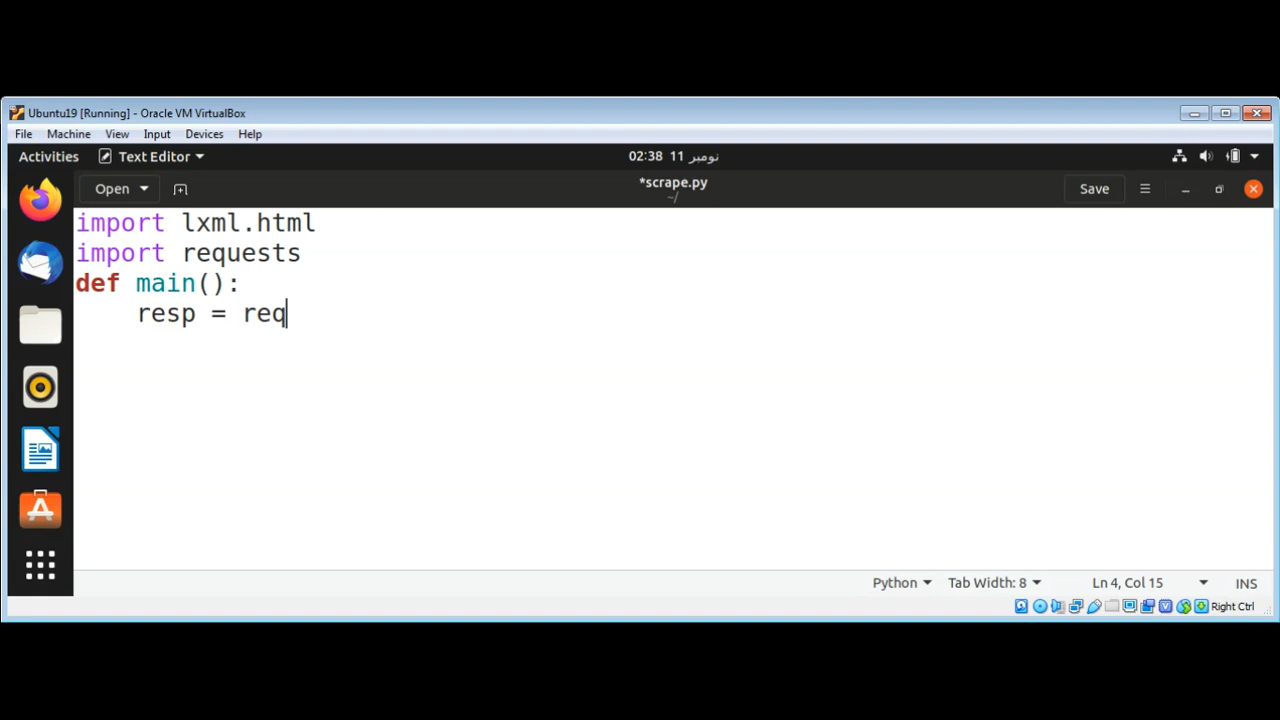 Ubuntu19 [Running] - Oracle VM VirtualBox
File Machine View Input Devices Help
Activities Text Editor 02:38 11 نومبر
Open *scrape.py Save
~/
import lxml.html
import requests
def main():
    resp = req
Python Tab Width: 8 Ln 4, Col 15 INS
Right Ctrl